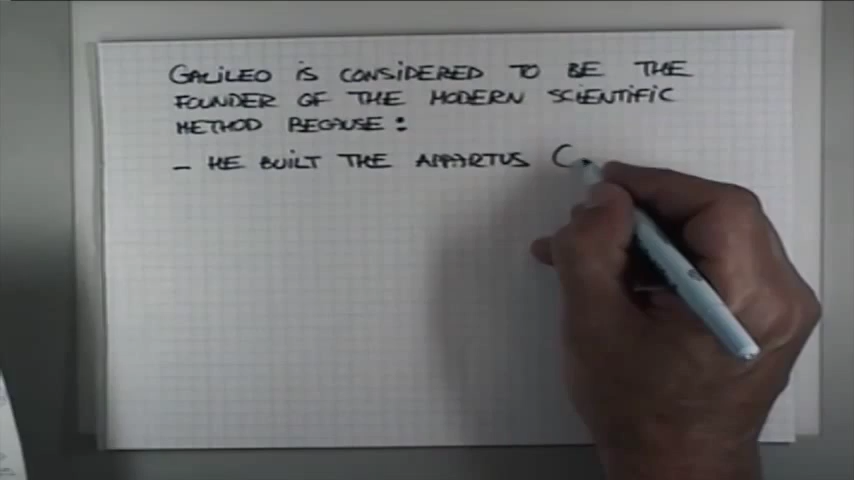 GALILEO IS CONSIDERED TO BE THE
FOUNDER OF THE MODERN SCIENTIFIC
METHOD BECAUSE:
- HE BUILT THE APPARTUS (